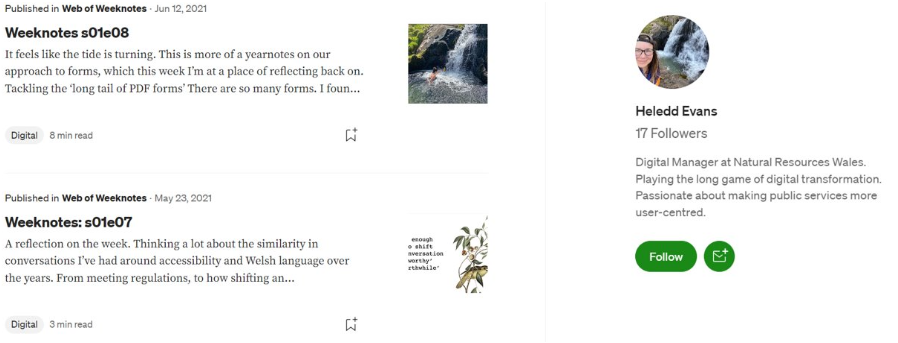 Published in Web of Weeknotes · Jun 12, 2021
Weeknotes s01e08
It feels like the tide is turning. This is more of a yearnotes on our
approach to forms, which this week I'm at a place of reflecting back on.
Tackling the 'long tail of PDF forms' There are so many forms. I foun...
Digital 8 min read
Published in Web of Weeknotes · May 23, 2021
Weeknotes: s01e07
A reflection on the week. Thinking a lot about the similarity in
conversations I've had around accessibility and Welsh language over
the years. From meeting regulations, to how shifting an...
enough
o shift
nversation
worthy'
rthwhile'
Digital 3 min read
Heledd Evans
17 Followers
Digital Manager at Natural Resources Wales.
Playing the long game of digital transformation.
Passionate about making public services more
user-centred.
Follow